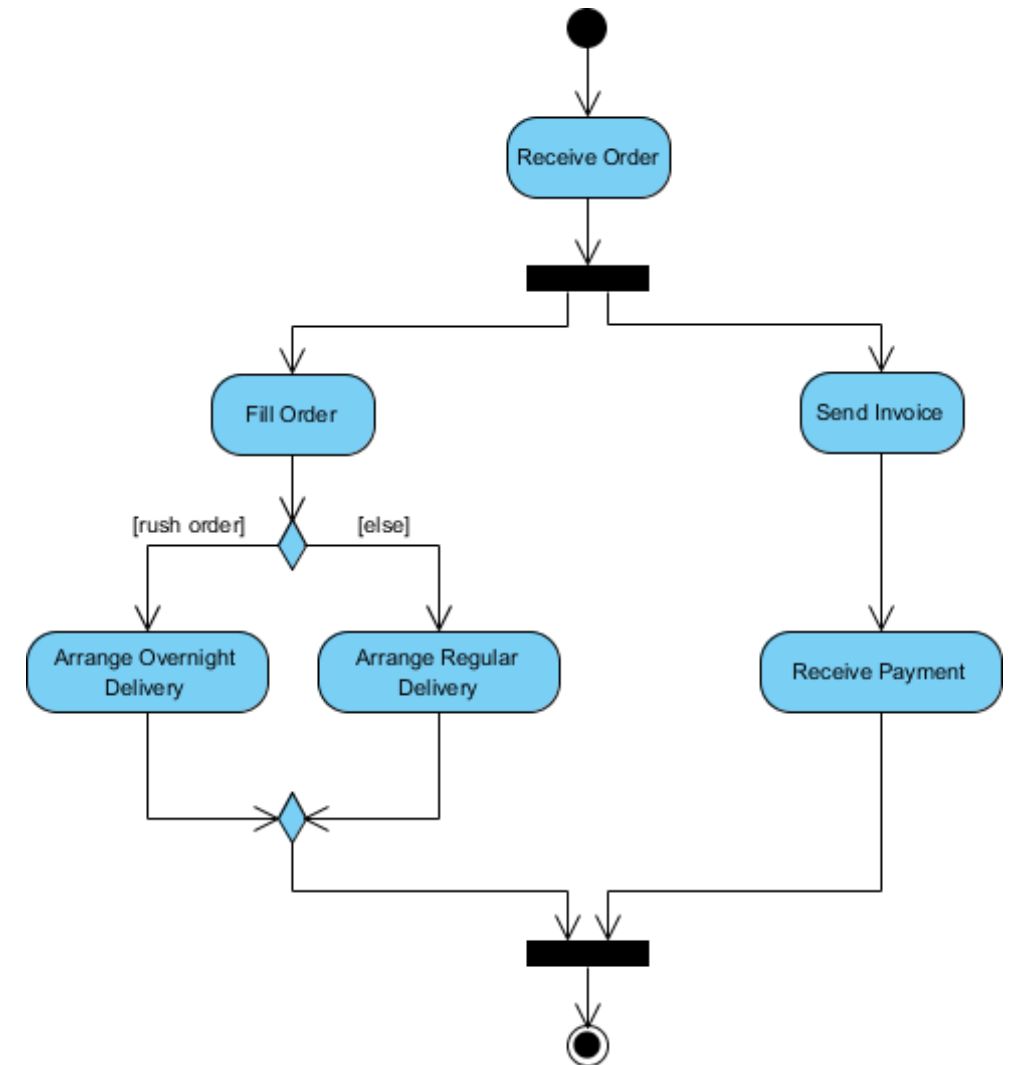 Receive Order
Fill Order
Send Invoice
[rush order]
[else]
Arrange Overnight
Delivery
Arrange Regular
Delivery
Receive Payment